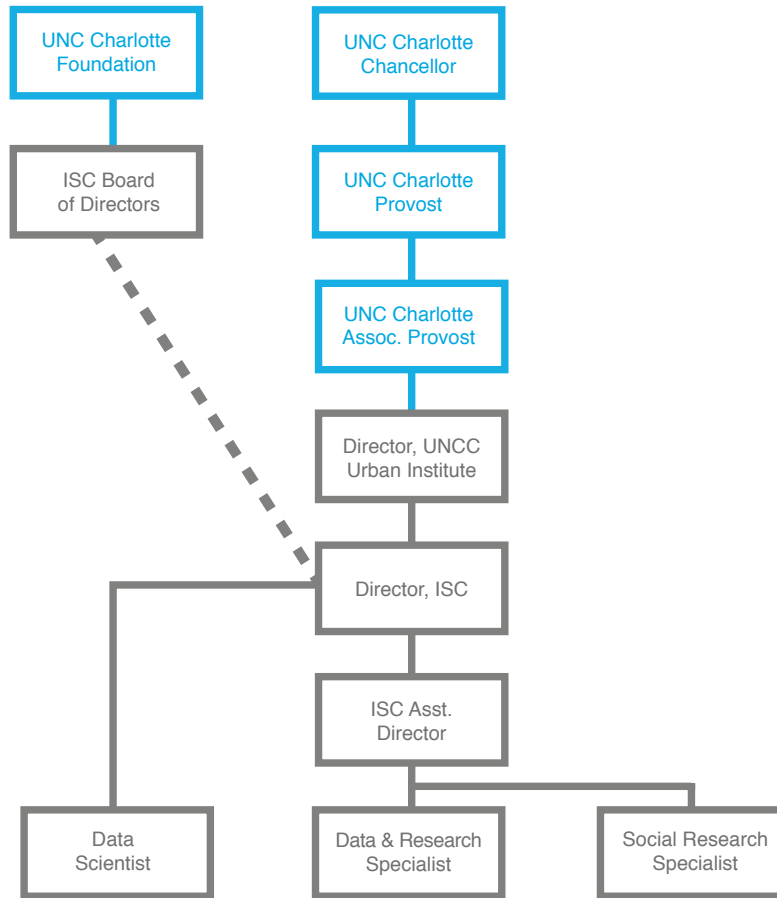 UNC Charlotte
Foundation
UNC Charlotte
Chancellor
ISC Board
of Directors
UNC Charlotte
Provost
UNC Charlotte
Assoc. Provost
Director, UNCC
Urban Institute
Director, ISC
ISC Asst.
Director
Data
Scientist
Data & Research
Specialist
Social Research
Specialist